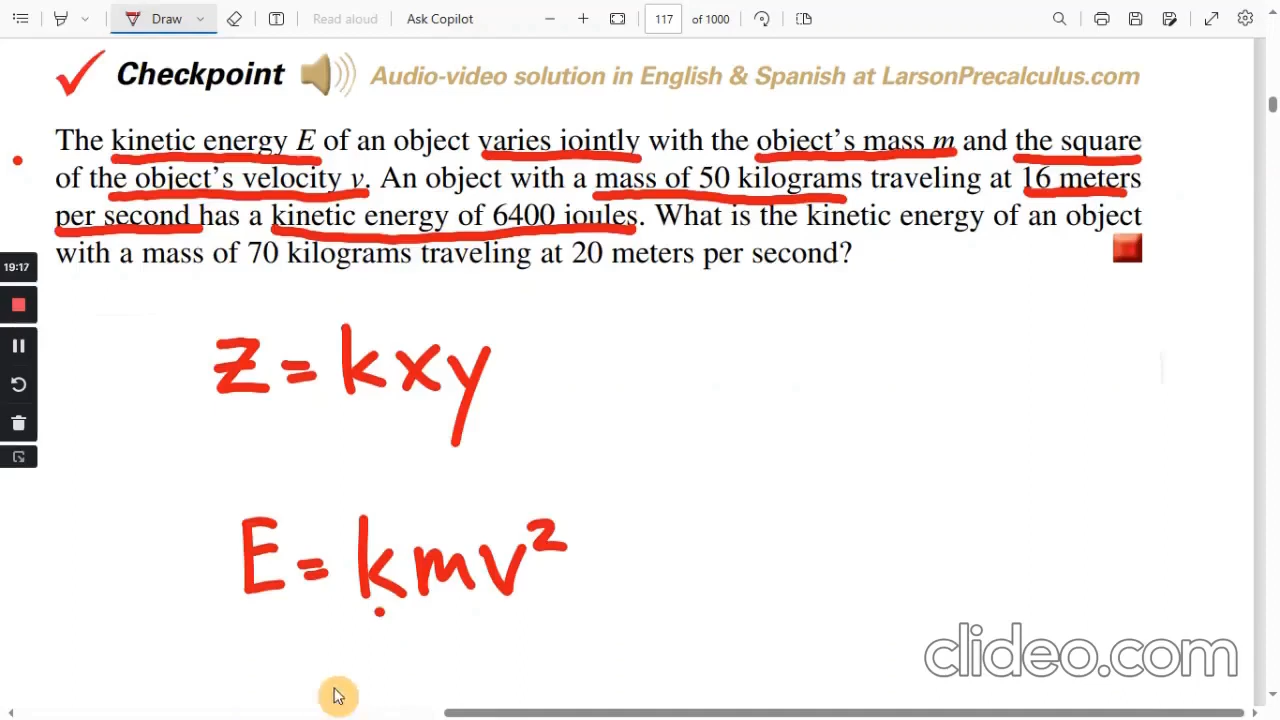 Draw
Read aloud
Ask Copilot
117
of 1000
Checkpoint
Audio-video solution in English & Spanish at LarsonPrecalculus.com
The kinetic energy E of an object varies jointly with the object's mass m and the square
of the object's velocity v. An object with a mass of 50 kilograms traveling at 16 meters
per second has a kinetic energy of 6400 joules. What is the kinetic energy of an object
with a mass of 70 kilograms traveling at 20 meters per second?
19:17
z = kxy
E = kmv²
clideo.com